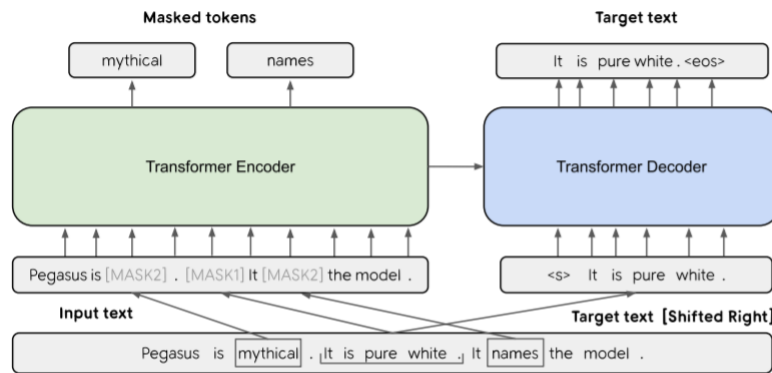 Masked tokens
Target text
mythical
names
It is pure white . <eos>
Transformer Encoder
Transformer Decoder
Pegasus is [MASK2] . [MASK1] It [MASK2] the model .
<s> It is pure white .
Input text
Target text [Shifted Right]
Pegasus is mythical . It is pure white . It names the model .